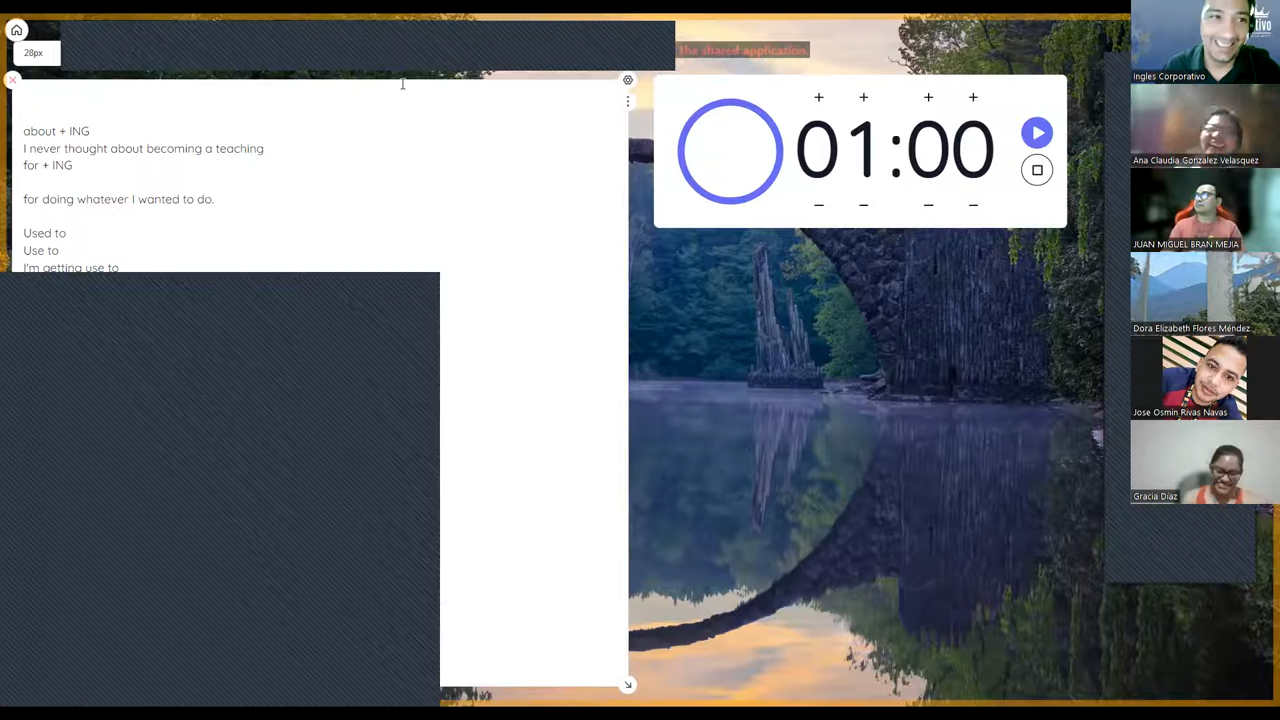 28px
the shared application.
about + ING
I never thought about becoming a teaching
for + ING
for doing whatever I wanted to do.
Used to
Use to
I'm getting use to
01:00
tivo
Ingles Corporativo
Ana Claudia Gonzalez Velasquez
JUAN MIGUEL BRAN MEJIA
Dora Elizabeth Flores Méndez
Jose Osmin Rivas Navas
Gracia Díaz